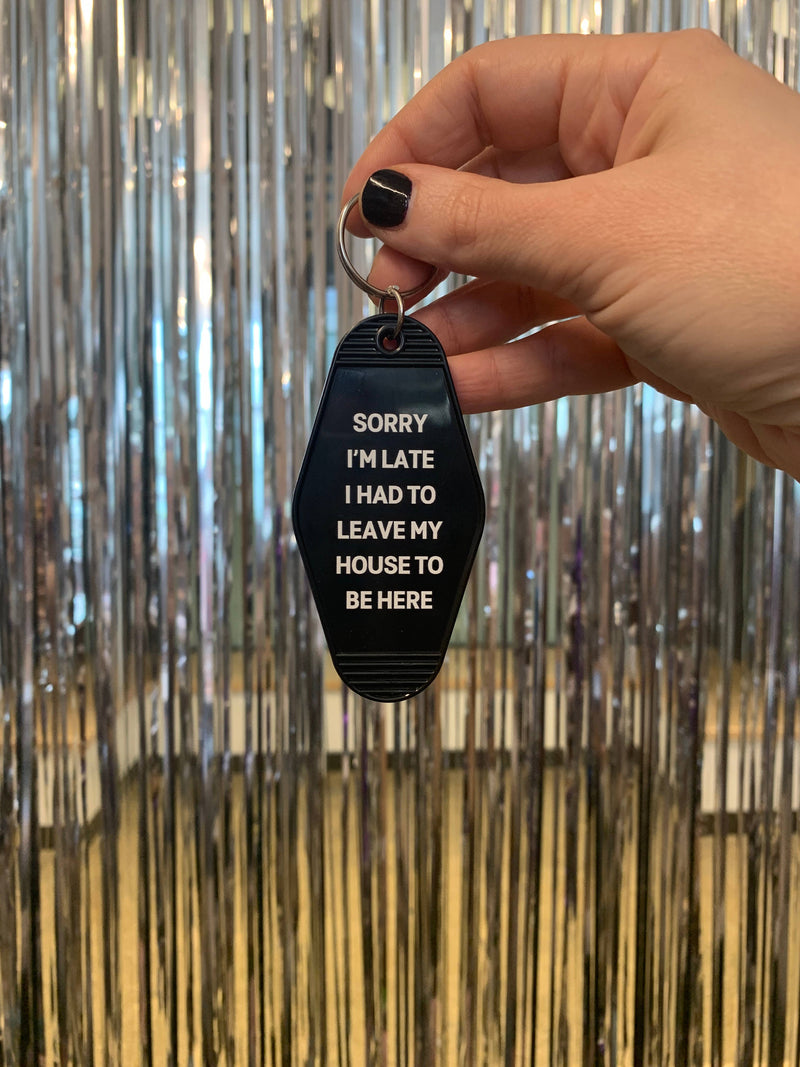 SORRY
I'M LATE
I HAD TO
LEAVE MY
HOUSE TO
BE HERE